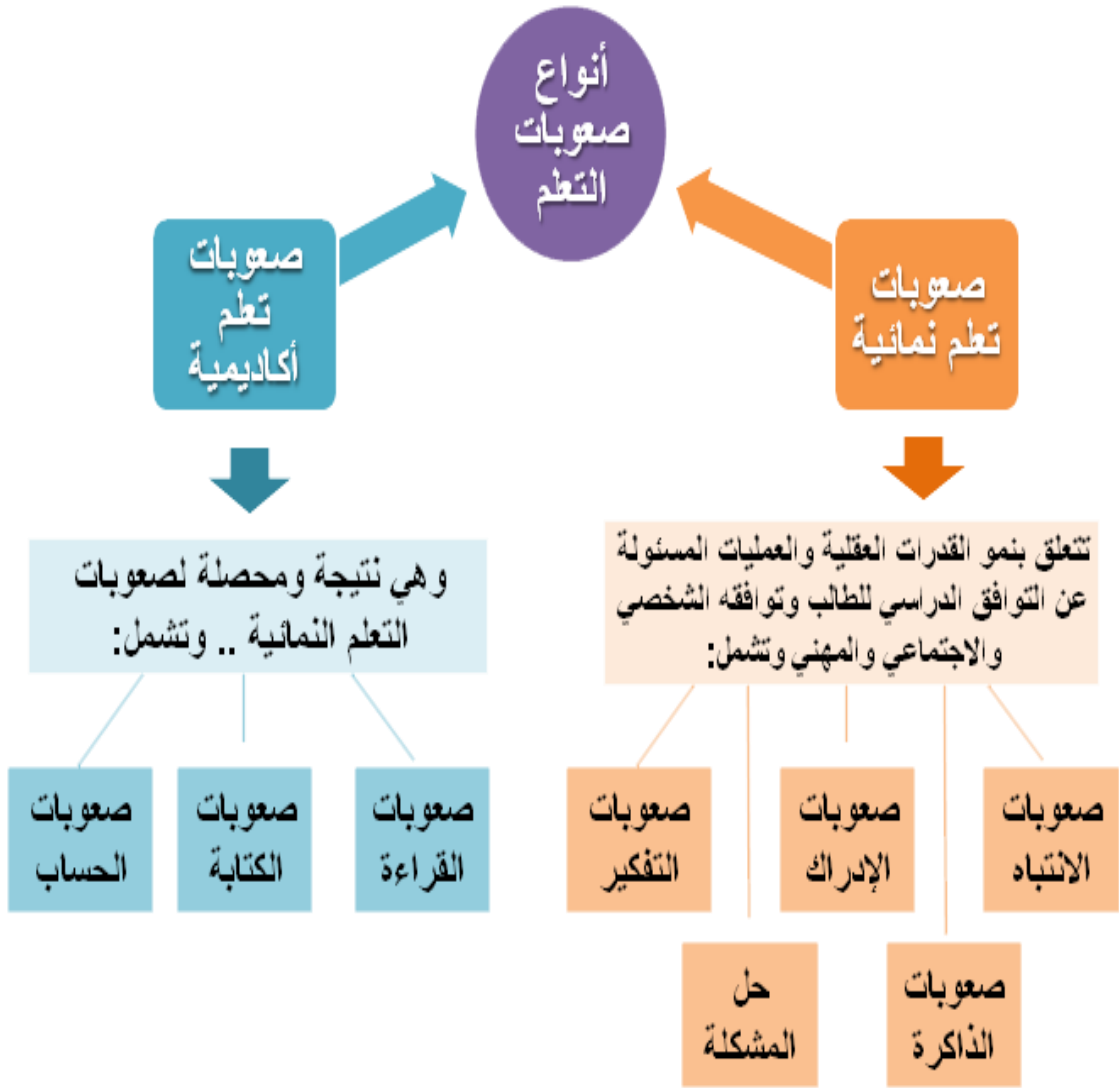 أنواع
صعوبات
التعلم
صعوبات
تعلم نمائية
صعوبات
تعلم
أكاديمية
تتعلق بنمو القدرات العقلية والعمليات المسئولة
عن التوافق الدراسي للطالب وتوافقه الشخصي
والاجتماعي والمهني وتشمل:
وهي نتيجة ومحصلة لصعوبات
التعلم النمائية .. وتشمل:
صعوبات
الانتباه
صعوبات
الذاكرة
صعوبات
الإدراك
حل
المشكلة
صعوبات
التفكير
صعوبات
القراءة
صعوبات
الكتابة
صعوبات
الحساب